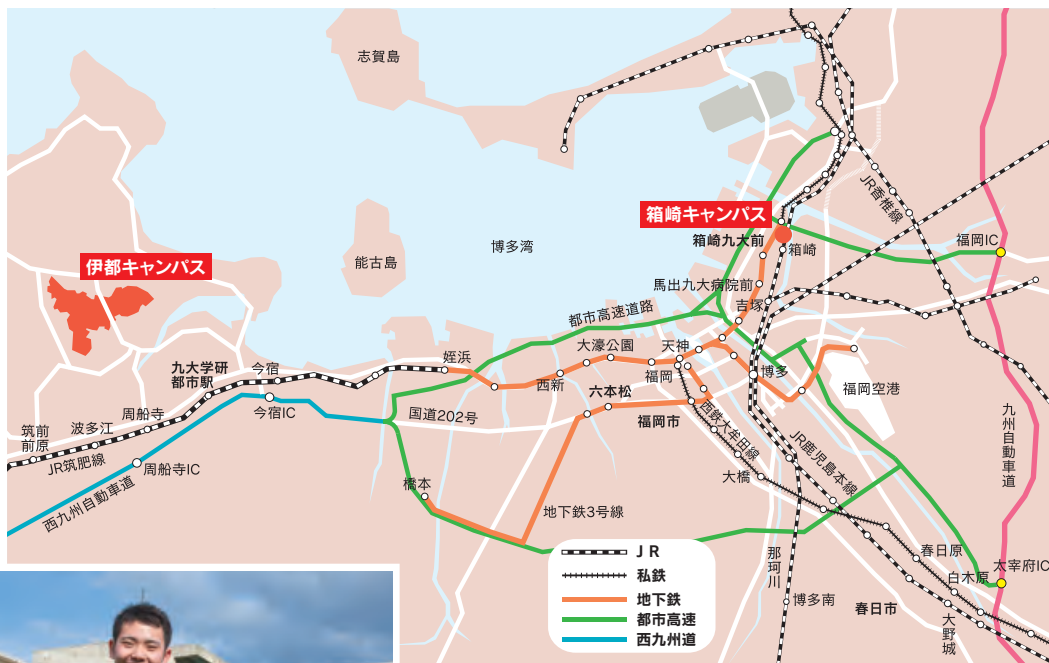 志賀島
JR香椎線
箱崎キャンパス
箱崎九大前
箱崎
福岡IC
博多湾
能古島
伊都キャンパス
馬出九大病院前
吉塚
都市高速道路
大濠公園
天神
姪浜
西新
福岡
博多
福岡空港
九大学研
都市駅
今宿
六本松
今宿IC
国道202号
福岡市
西鉄大牟田線
JR鹿児島本線
九州自動車道
周船寺
波多江
筑前
前原
JR筑肥線
周船寺IC
西九州自動車道
橋本
大橋
地下鉄3号線
JR
私鉄
地下鉄
都市高速
西九州道
那珂川
博多南
春日原
白木原
太宰府IC
春日市
大野城